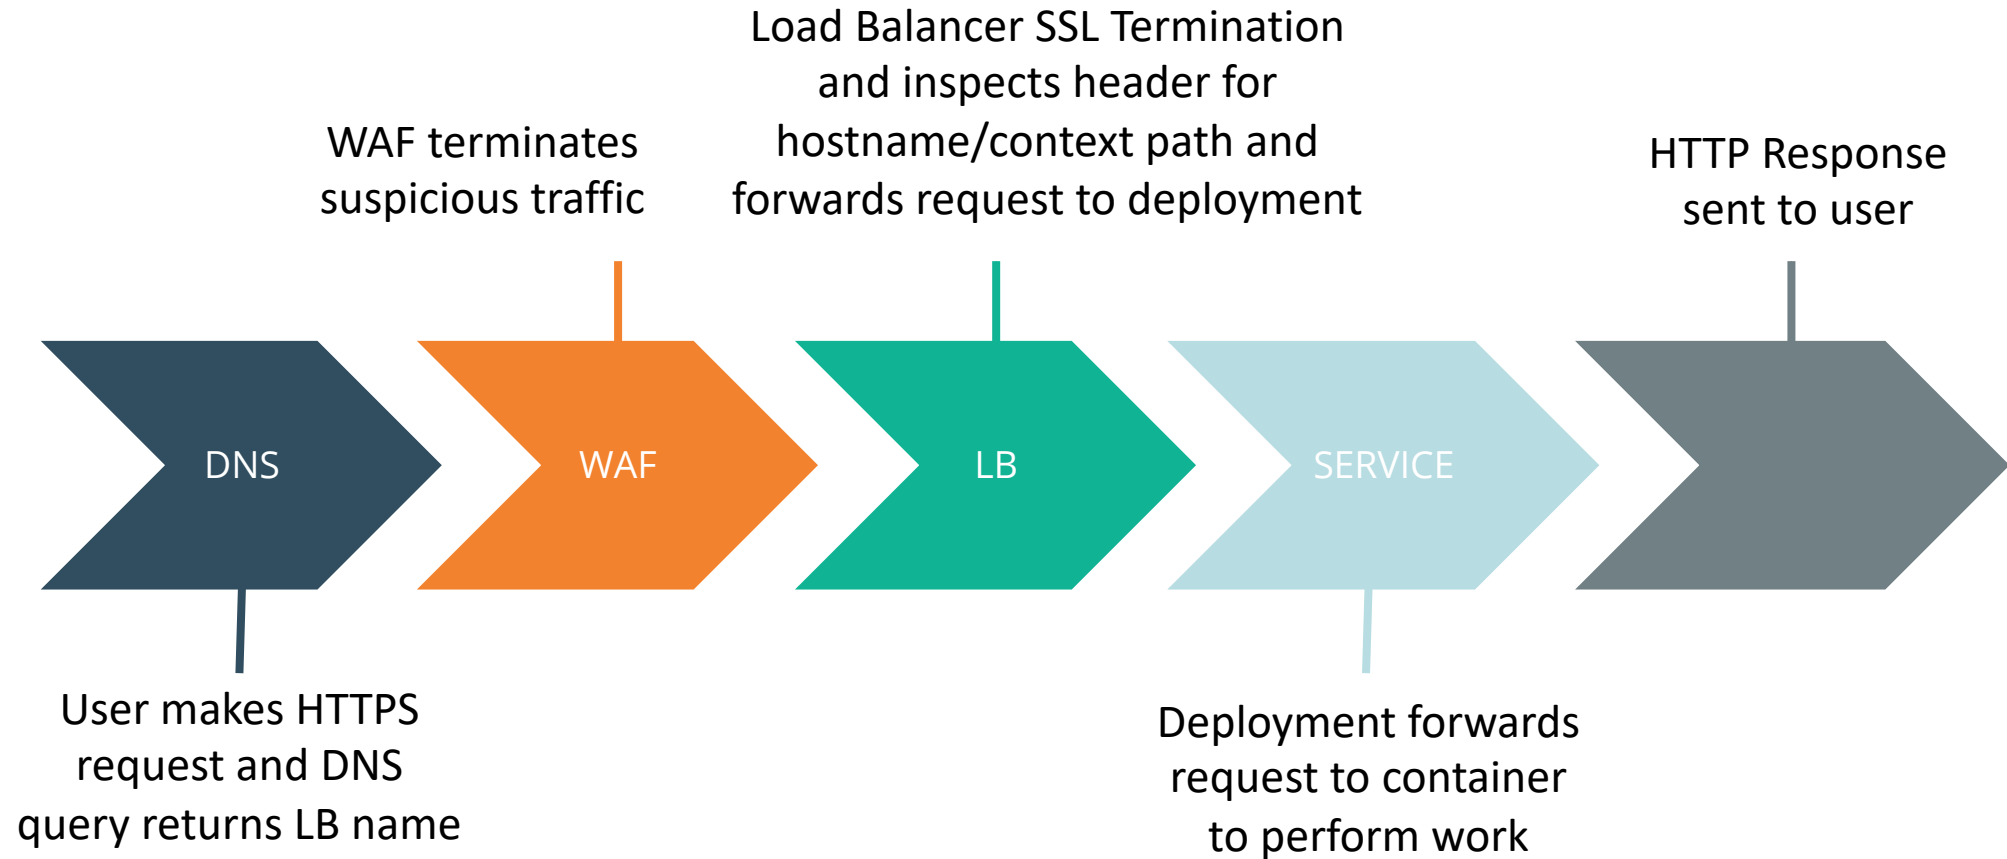 Load Balancer SSL Termination
and inspects header for
hostname/context path and
forwards request to deployment
WAF terminates
suspicious traffic
HTTP Response
sent to user
DNS
WAF
LB
SERVICE
User makes HTTPS
request and DNS
query returns LB name
Deployment forwards
request to container
to perform work